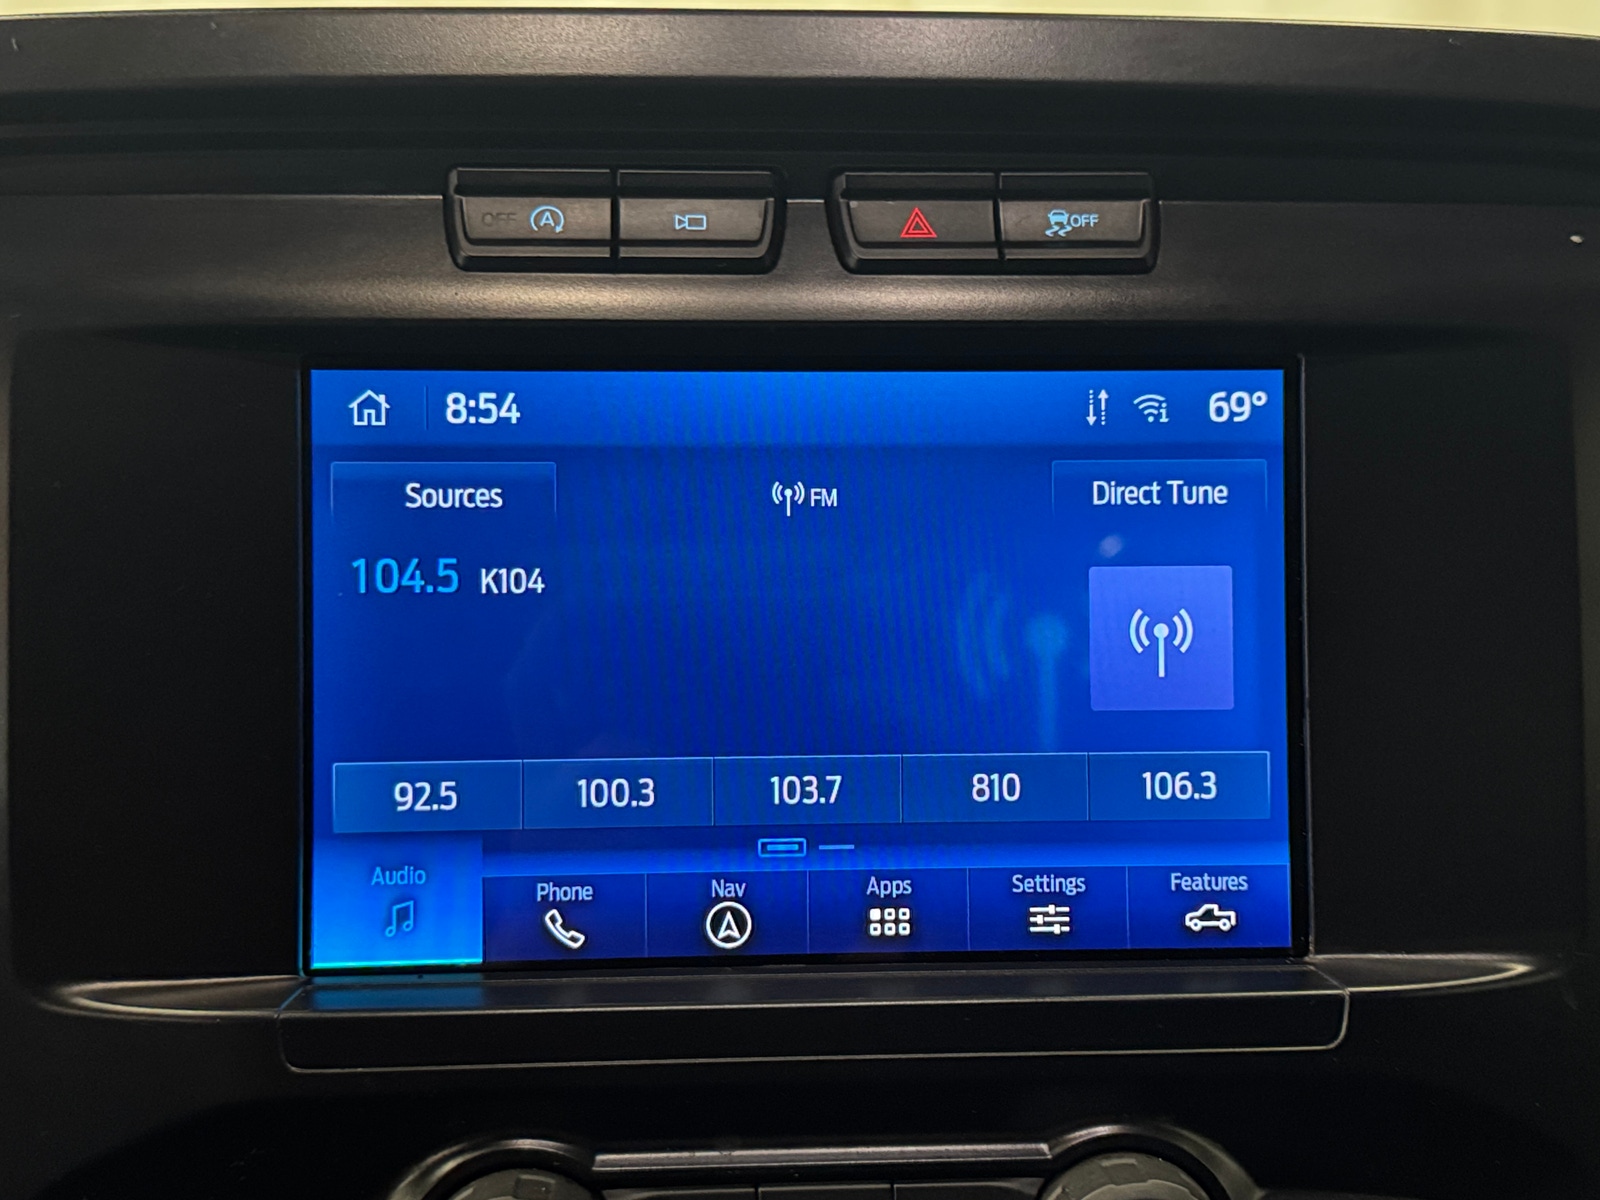 OFF A
OFF
8:54 69°
Sources FM Direct Tune
104.5 K104
92.5 100.3 103.7 810 106.3
Audio Phone Nav Apps Settings Features